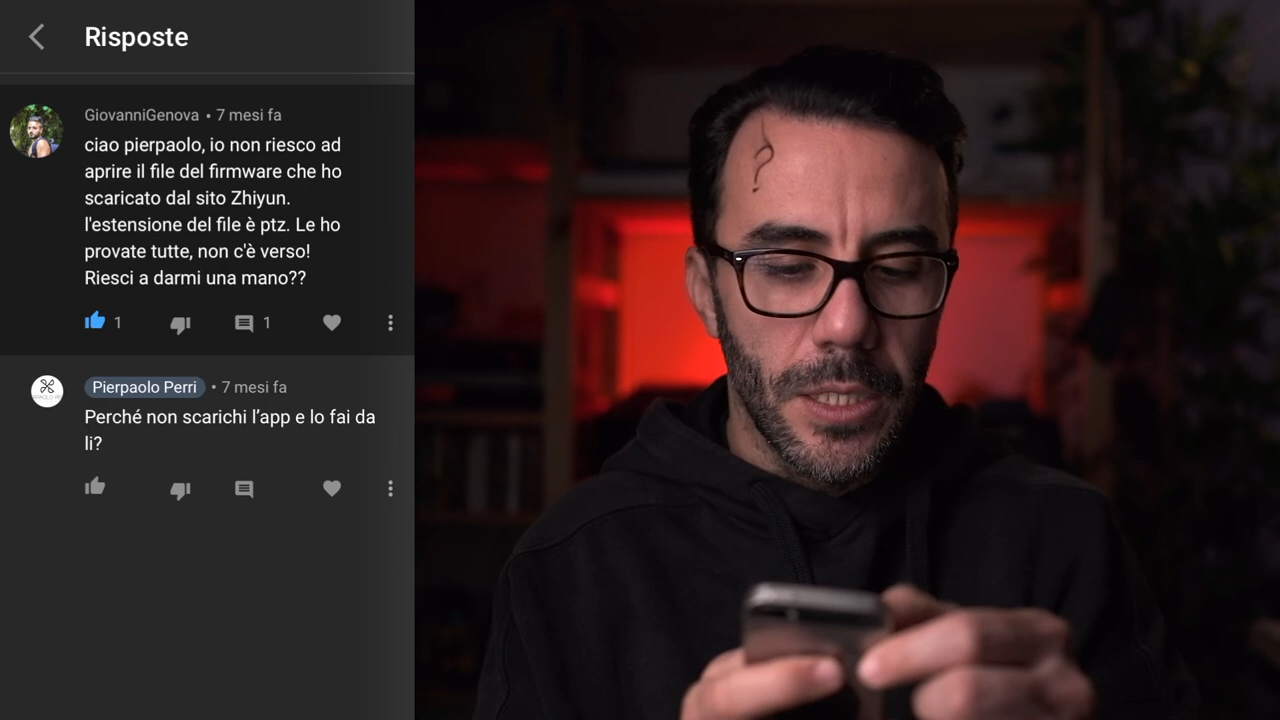 Risposte
GiovanniGenova • 7 mesi fa
ciao pierpaolo, io non riesco ad
aprire il file del firmware che ho
scaricato dal sito Zhiyun.
l'estensione del file è ptz. Le ho
provate tutte, non c'è verso!
Riesci a darmi una mano??
1
1
Pierpaolo Perri • 7 mesi fa
Perché non scarichi l’app e lo fai da
li?